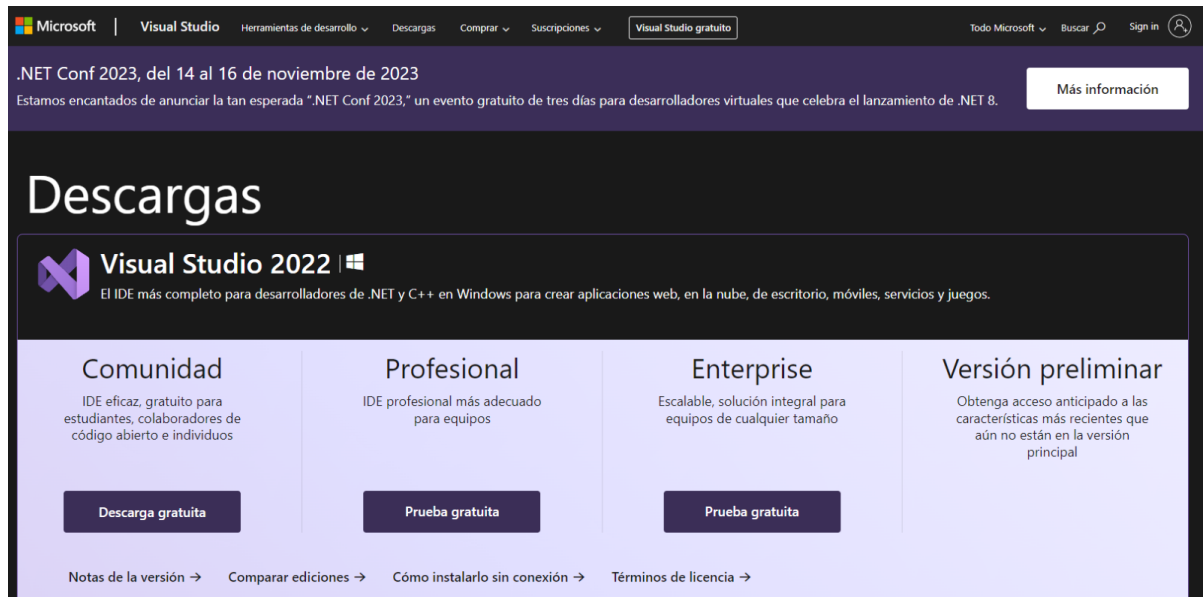 Microsoft | Visual Studio Herramientas de desarrollo Descargas Comprar Suscripciones Visual Studio gratuito Todo Microsoft Buscar Sign in
.NET Conf 2023, del 14 al 16 de noviembre de 2023
Estamos encantados de anunciar la tan esperada ".NET Conf 2023," un evento gratuito de tres días para desarrolladores virtuales que celebra el lanzamiento de .NET 8.
Más información
Descargas
Visual Studio 2022 |
El IDE más completo para desarrolladores de .NET y C++ en Windows para crear aplicaciones web, en la nube, de escritorio, móviles, servicios y juegos.
Comunidad
IDE eficaz, gratuito para
estudiantes, colaboradores de
código abierto e individuos
Descarga gratuita
Profesional
IDE profesional más adecuado
para equipos
Prueba gratuita
Enterprise
Escalable, solución integral para
equipos de cualquier tamaño
Prueba gratuita
Versión preliminar
Obtenga acceso anticipado a las
características más recientes que
aún no están en la versión
principal
Notas de la versión → Comparar ediciones → Cómo instalarlo sin conexión → Términos de licencia →